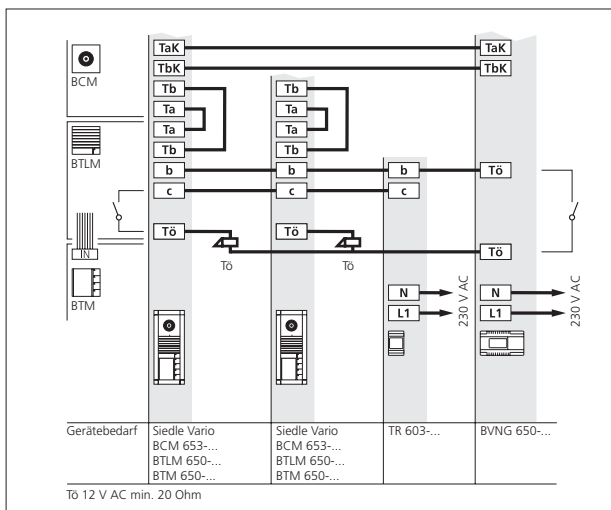 TaK TaK
BCM TbK TbK
Tb Tb
Ta Ta
Ta Ta
BTLM Tb Tb
b b b Tö
c c c
Tö Tö
Tö Tö Tö
IN
BTM N N
L1 230 V AC L1 230 V AC
Gerätebedarf Siedle Vario Siedle Vario TR 603-... BVNG 650-...
BCM 653-... BCM 653-...
BTLM 650-... BTLM 650-...
BTM 650-... BTM 650-...
Tö 12 V AC min. 20 Ohm